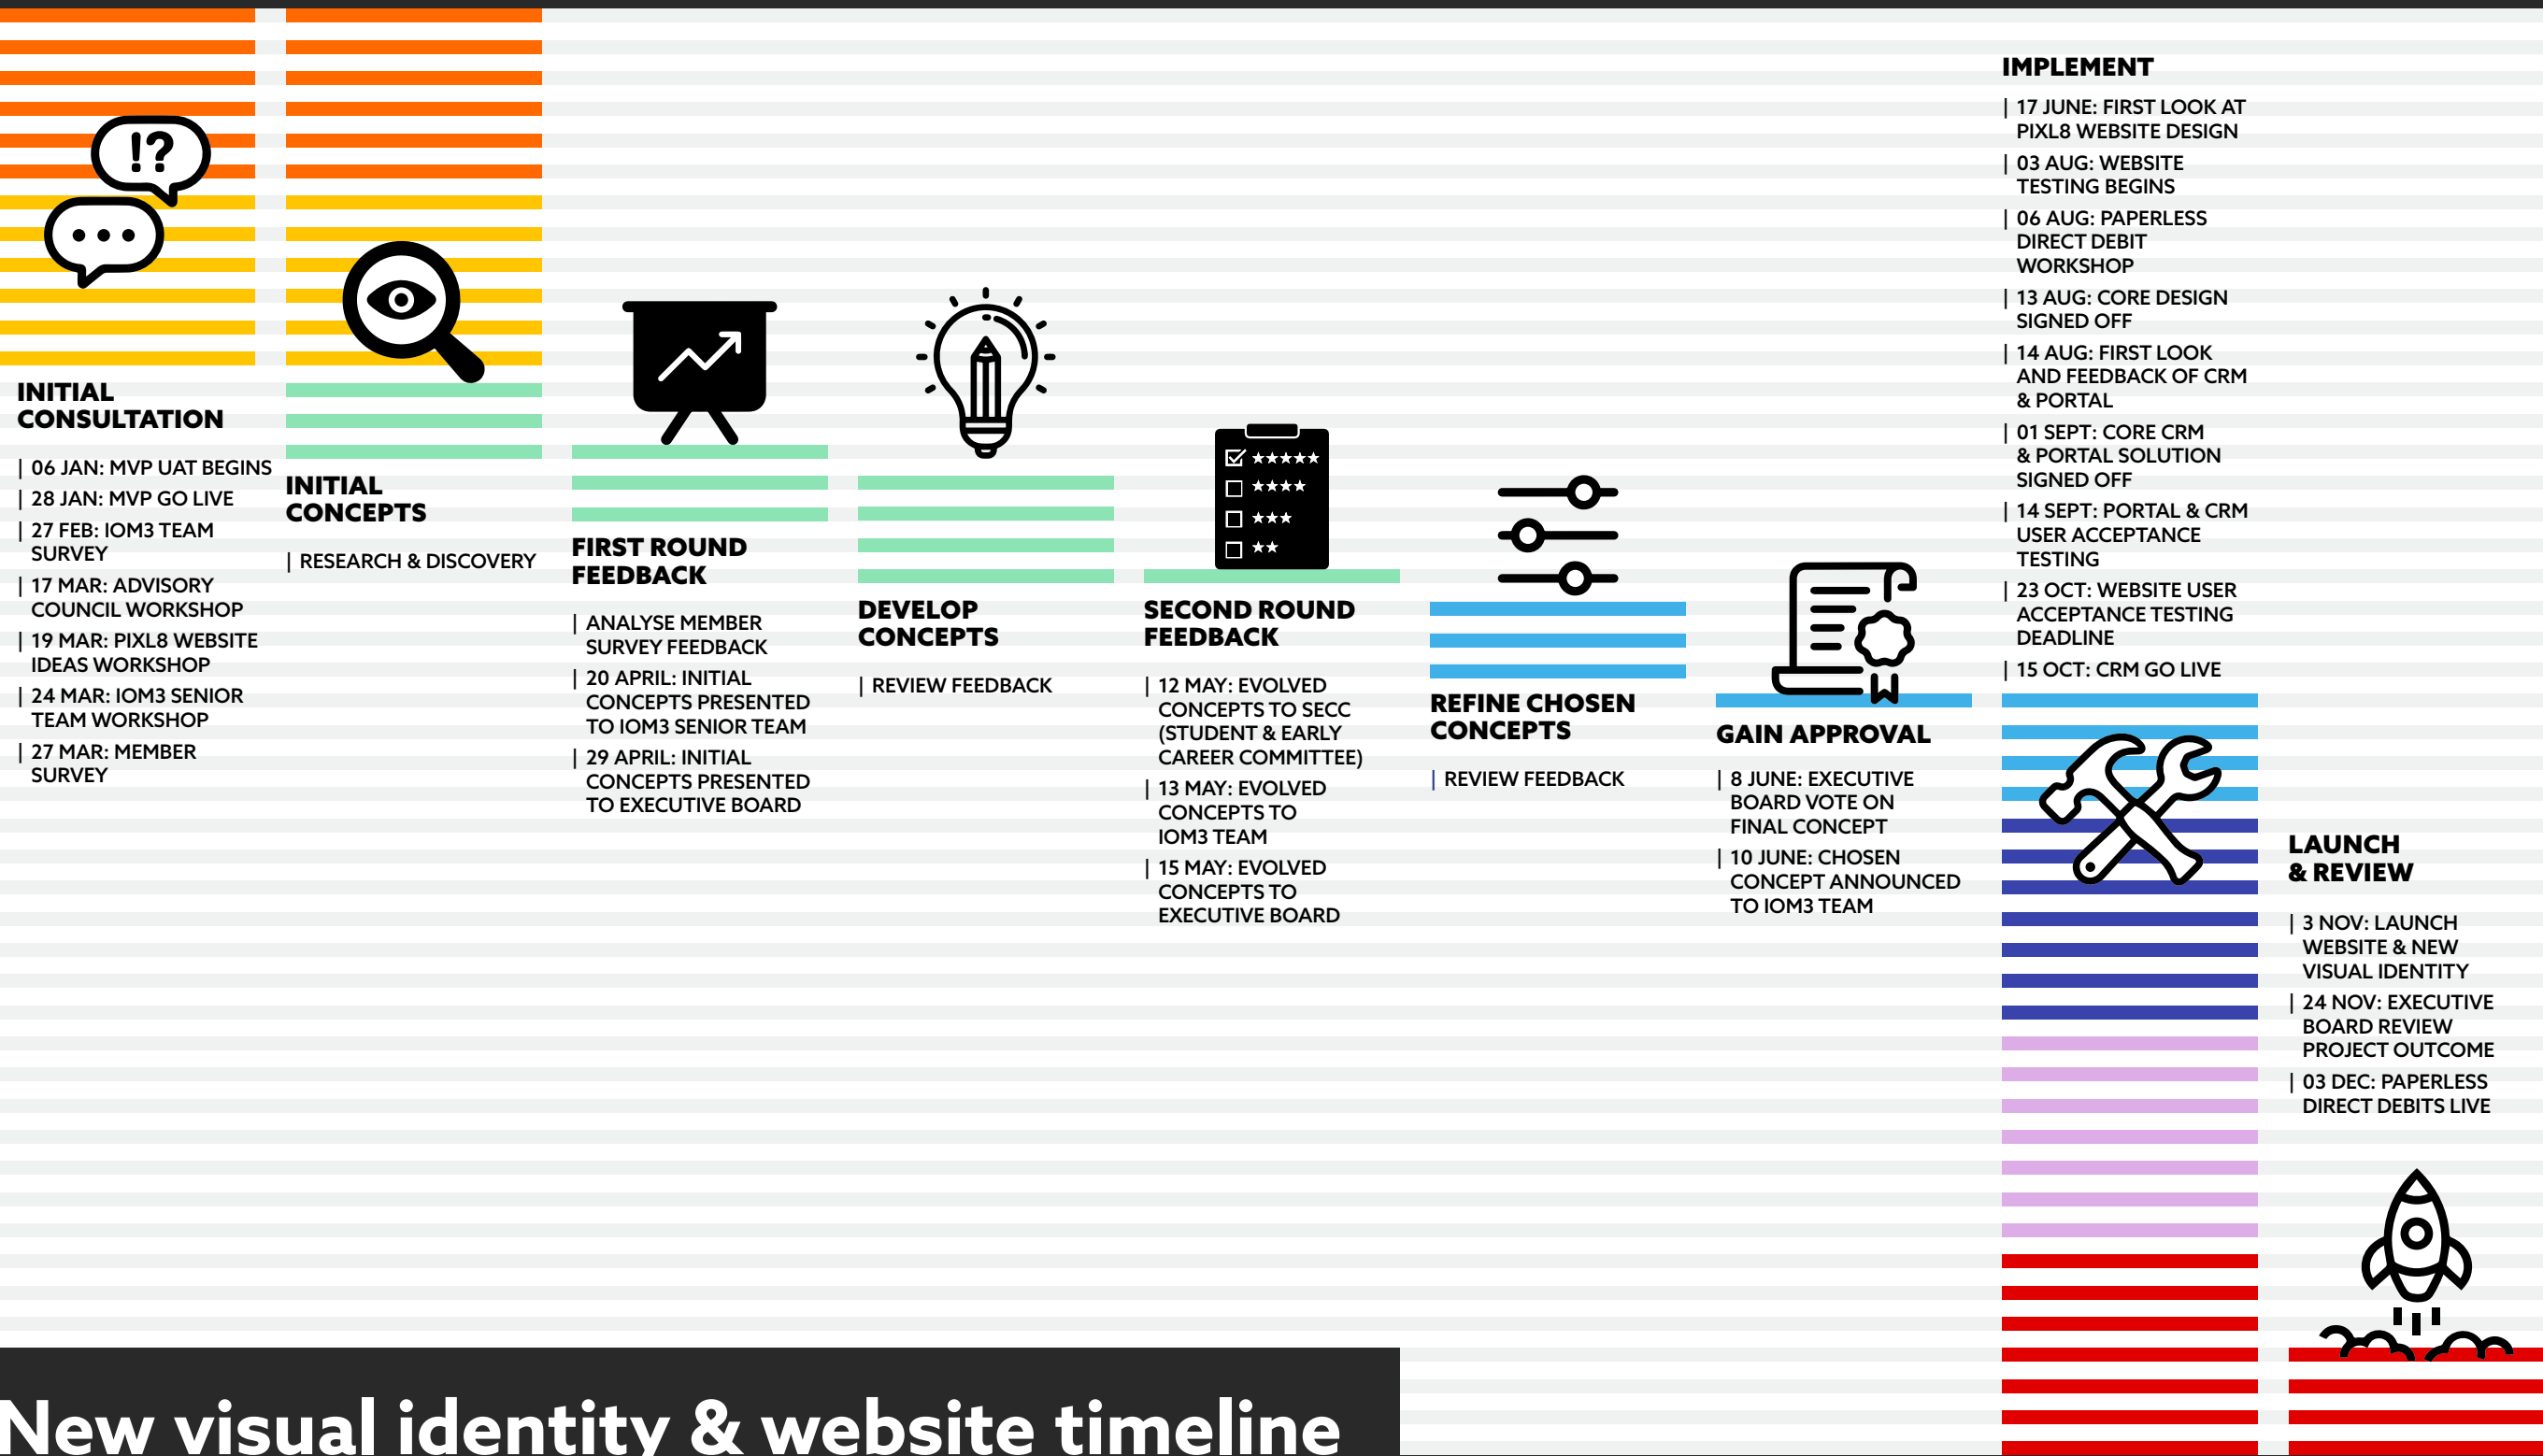 !?
INITIAL
CONSULTATION
| 06 JAN: MVP UAT BEGINS
| 28 JAN: MVP GO LIVE
| 27 FEB: IOM3 TEAM
SURVEY
| 17 MAR: ADVISORY
COUNCIL WORKSHOP
| 19 MAR: PIXL8 WEBSITE
IDEAS WORKSHOP
| 24 MAR: IOM3 SENIOR
TEAM WORKSHOP
| 27 MAR: MEMBER
SURVEY
INITIAL
CONCEPTS
| RESEARCH & DISCOVERY
FIRST ROUND
FEEDBACK
| ANALYSE MEMBER
SURVEY FEEDBACK
| 20 APRIL: INITIAL
CONCEPTS PRESENTED
TO IOM3 SENIOR TEAM
| 29 APRIL: INITIAL
CONCEPTS PRESENTED
TO EXECUTIVE BOARD
DEVELOP
CONCEPTS
| REVIEW FEEDBACK
SECOND ROUND
FEEDBACK
| 12 MAY: EVOLVED
CONCEPTS TO SECC
(STUDENT & EARLY
CAREER COMMITTEE)
| 13 MAY: EVOLVED
CONCEPTS TO
IOM3 TEAM
| 15 MAY: EVOLVED
CONCEPTS TO
EXECUTIVE BOARD
REFINE CHOSEN
CONCEPTS
| REVIEW FEEDBACK
GAIN APPROVAL
| 8 JUNE: EXECUTIVE
BOARD VOTE ON
FINAL CONCEPT
| 10 JUNE: CHOSEN
CONCEPT ANNOUNCED
TO IOM3 TEAM
IMPLEMENT
| 17 JUNE: FIRST LOOK AT
PIXL8 WEBSITE DESIGN
| 03 AUG: WEBSITE
TESTING BEGINS
| 06 AUG: PAPERLESS
DIRECT DEBIT
WORKSHOP
| 13 AUG: CORE DESIGN
SIGNED OFF
| 14 AUG: FIRST LOOK
AND FEEDBACK OF CRM
& PORTAL
| 01 SEPT: CORE CRM
& PORTAL SOLUTION
SIGNED OFF
| 14 SEPT: PORTAL & CRM
USER ACCEPTANCE
TESTING
| 23 OCT: WEBSITE USER
ACCEPTANCE TESTING
DEADLINE
| 15 OCT: CRM GO LIVE
LAUNCH
& REVIEW
| 3 NOV: LAUNCH
WEBSITE & NEW
VISUAL IDENTITY
| 24 NOV: EXECUTIVE
BOARD REVIEW
PROJECT OUTCOME
| 03 DEC: PAPERLESS
DIRECT DEBITS LIVE
New visual identity & website timeline